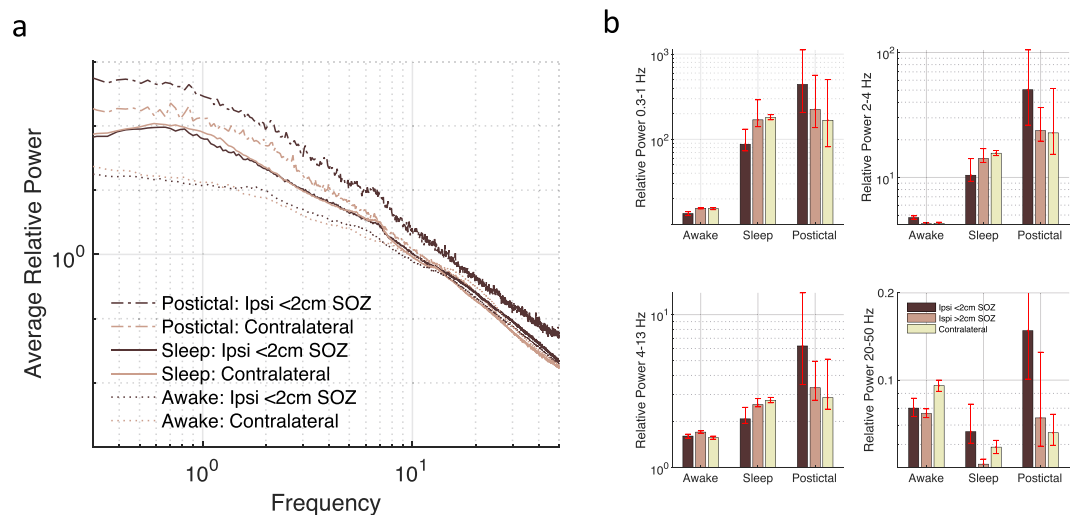 a
Average Relative Power
10^0
Postictal: Ipsi <2cm SOZ
Postictal: Contralateral
Sleep: Ipsi <2cm SOZ
Sleep: Contralateral
Awake: Ipsi <2cm SOZ
Awake: Contralateral
10^0 10^1
Frequency
b
Relative Power 0.3-1 Hz
10^3
10^2
Awake Sleep Postictal
Relative Power 2-4 Hz
10^2
10^1
Awake Sleep Postictal
Relative Power 4-13 Hz
10^1
10^0
Awake Sleep Postictal
Relative Power 20-50 Hz
0.2
0.1
Ipsi <2cm SOZ
Ispi >2cm SOZ
Contralateral
Awake Sleep Postictal